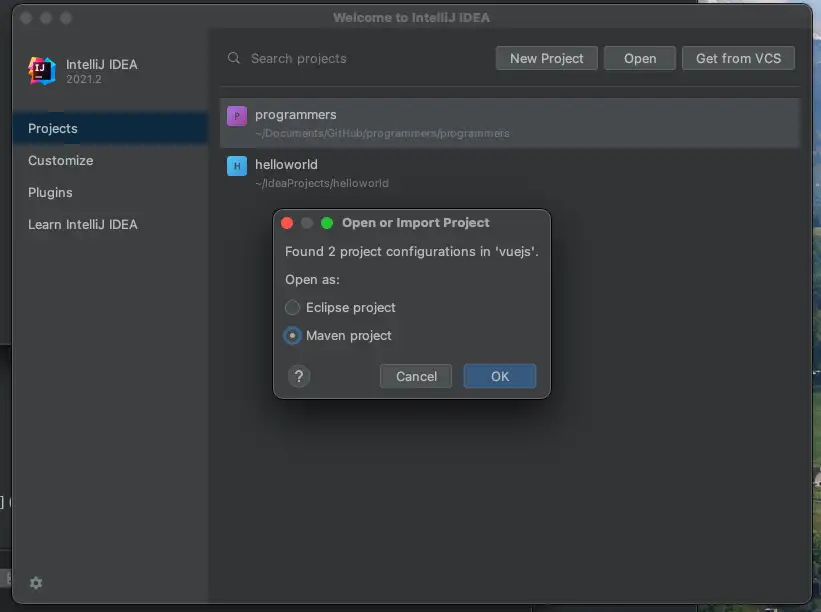 Welcome to IntelliJ IDEA
IntelliJ IDEA
2021.2
Search projects
New Project
Open
Get from VCS
Projects
Customize
Plugins
Learn IntelliJ IDEA
P
programmers
~/Documents/GitHub/programmers/programmers
H
helloworld
~/IdeaProjects/helloworld
Open or Import Project
Found 2 project configurations in 'vuejs'.
Open as:
Eclipse project
Maven project
?
Cancel
OK